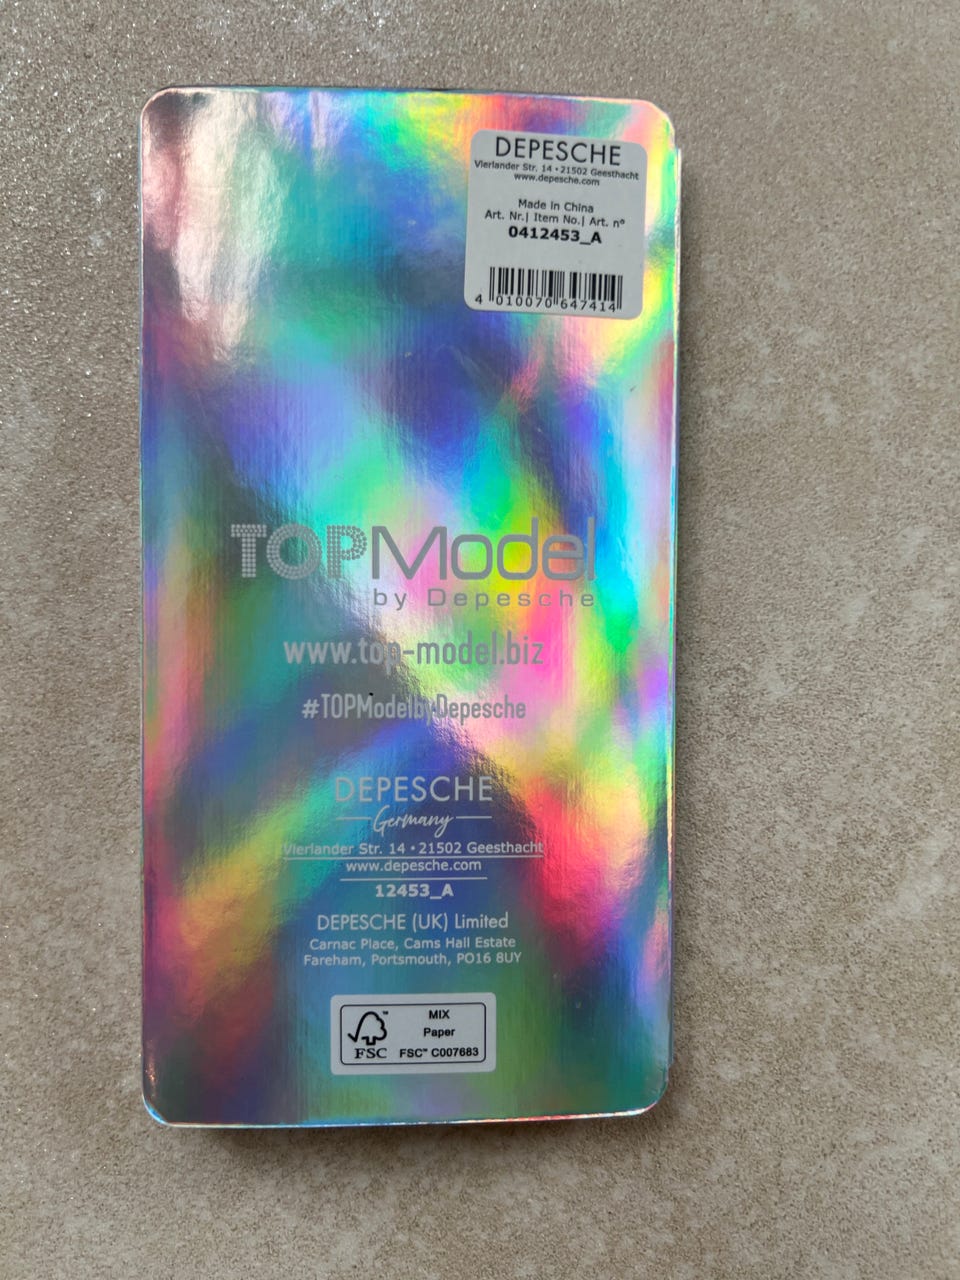 DEPESCHE
Vierlander Str. 14 • 21502 Geesthacht
www.depesche.com
Made in China
Art. Nr.| Item No.| Art. n°
0412453_A
4 010070 647414
TOPModel
by Depesche
www.top-model.biz
#TOPModelbyDepesche
DEPESCHE
Germany
Vierlander Str. 14 • 21502 Geesthacht
www.depesche.com
12453_A
DEPESCHE (UK) Limited
Carnac Place, Cams Hall Estate
Fareham, Portsmouth, PO16 8UY
MIX
Paper
FSC™ C007683
FSC™